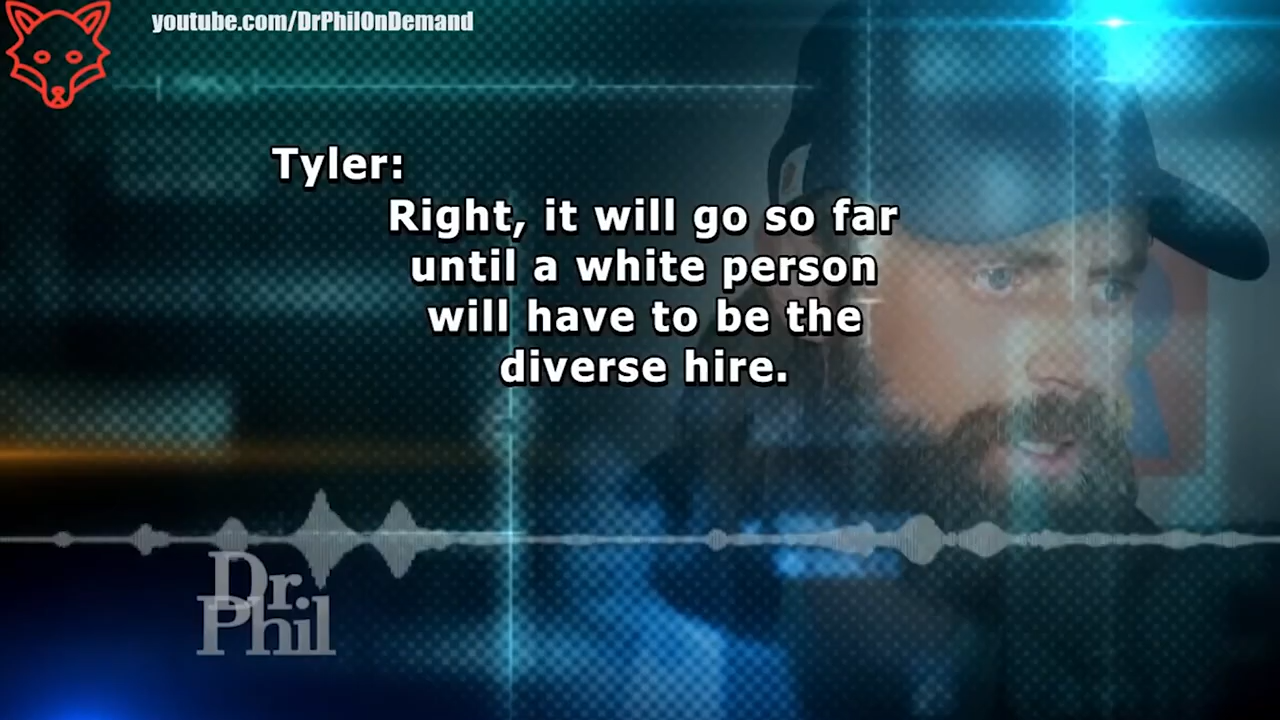 youtube.com/DrPhilOnDemand
Tyler:
Right, it will go so far
until a white person
will have to be the
diverse hire.
Dr.
Phil